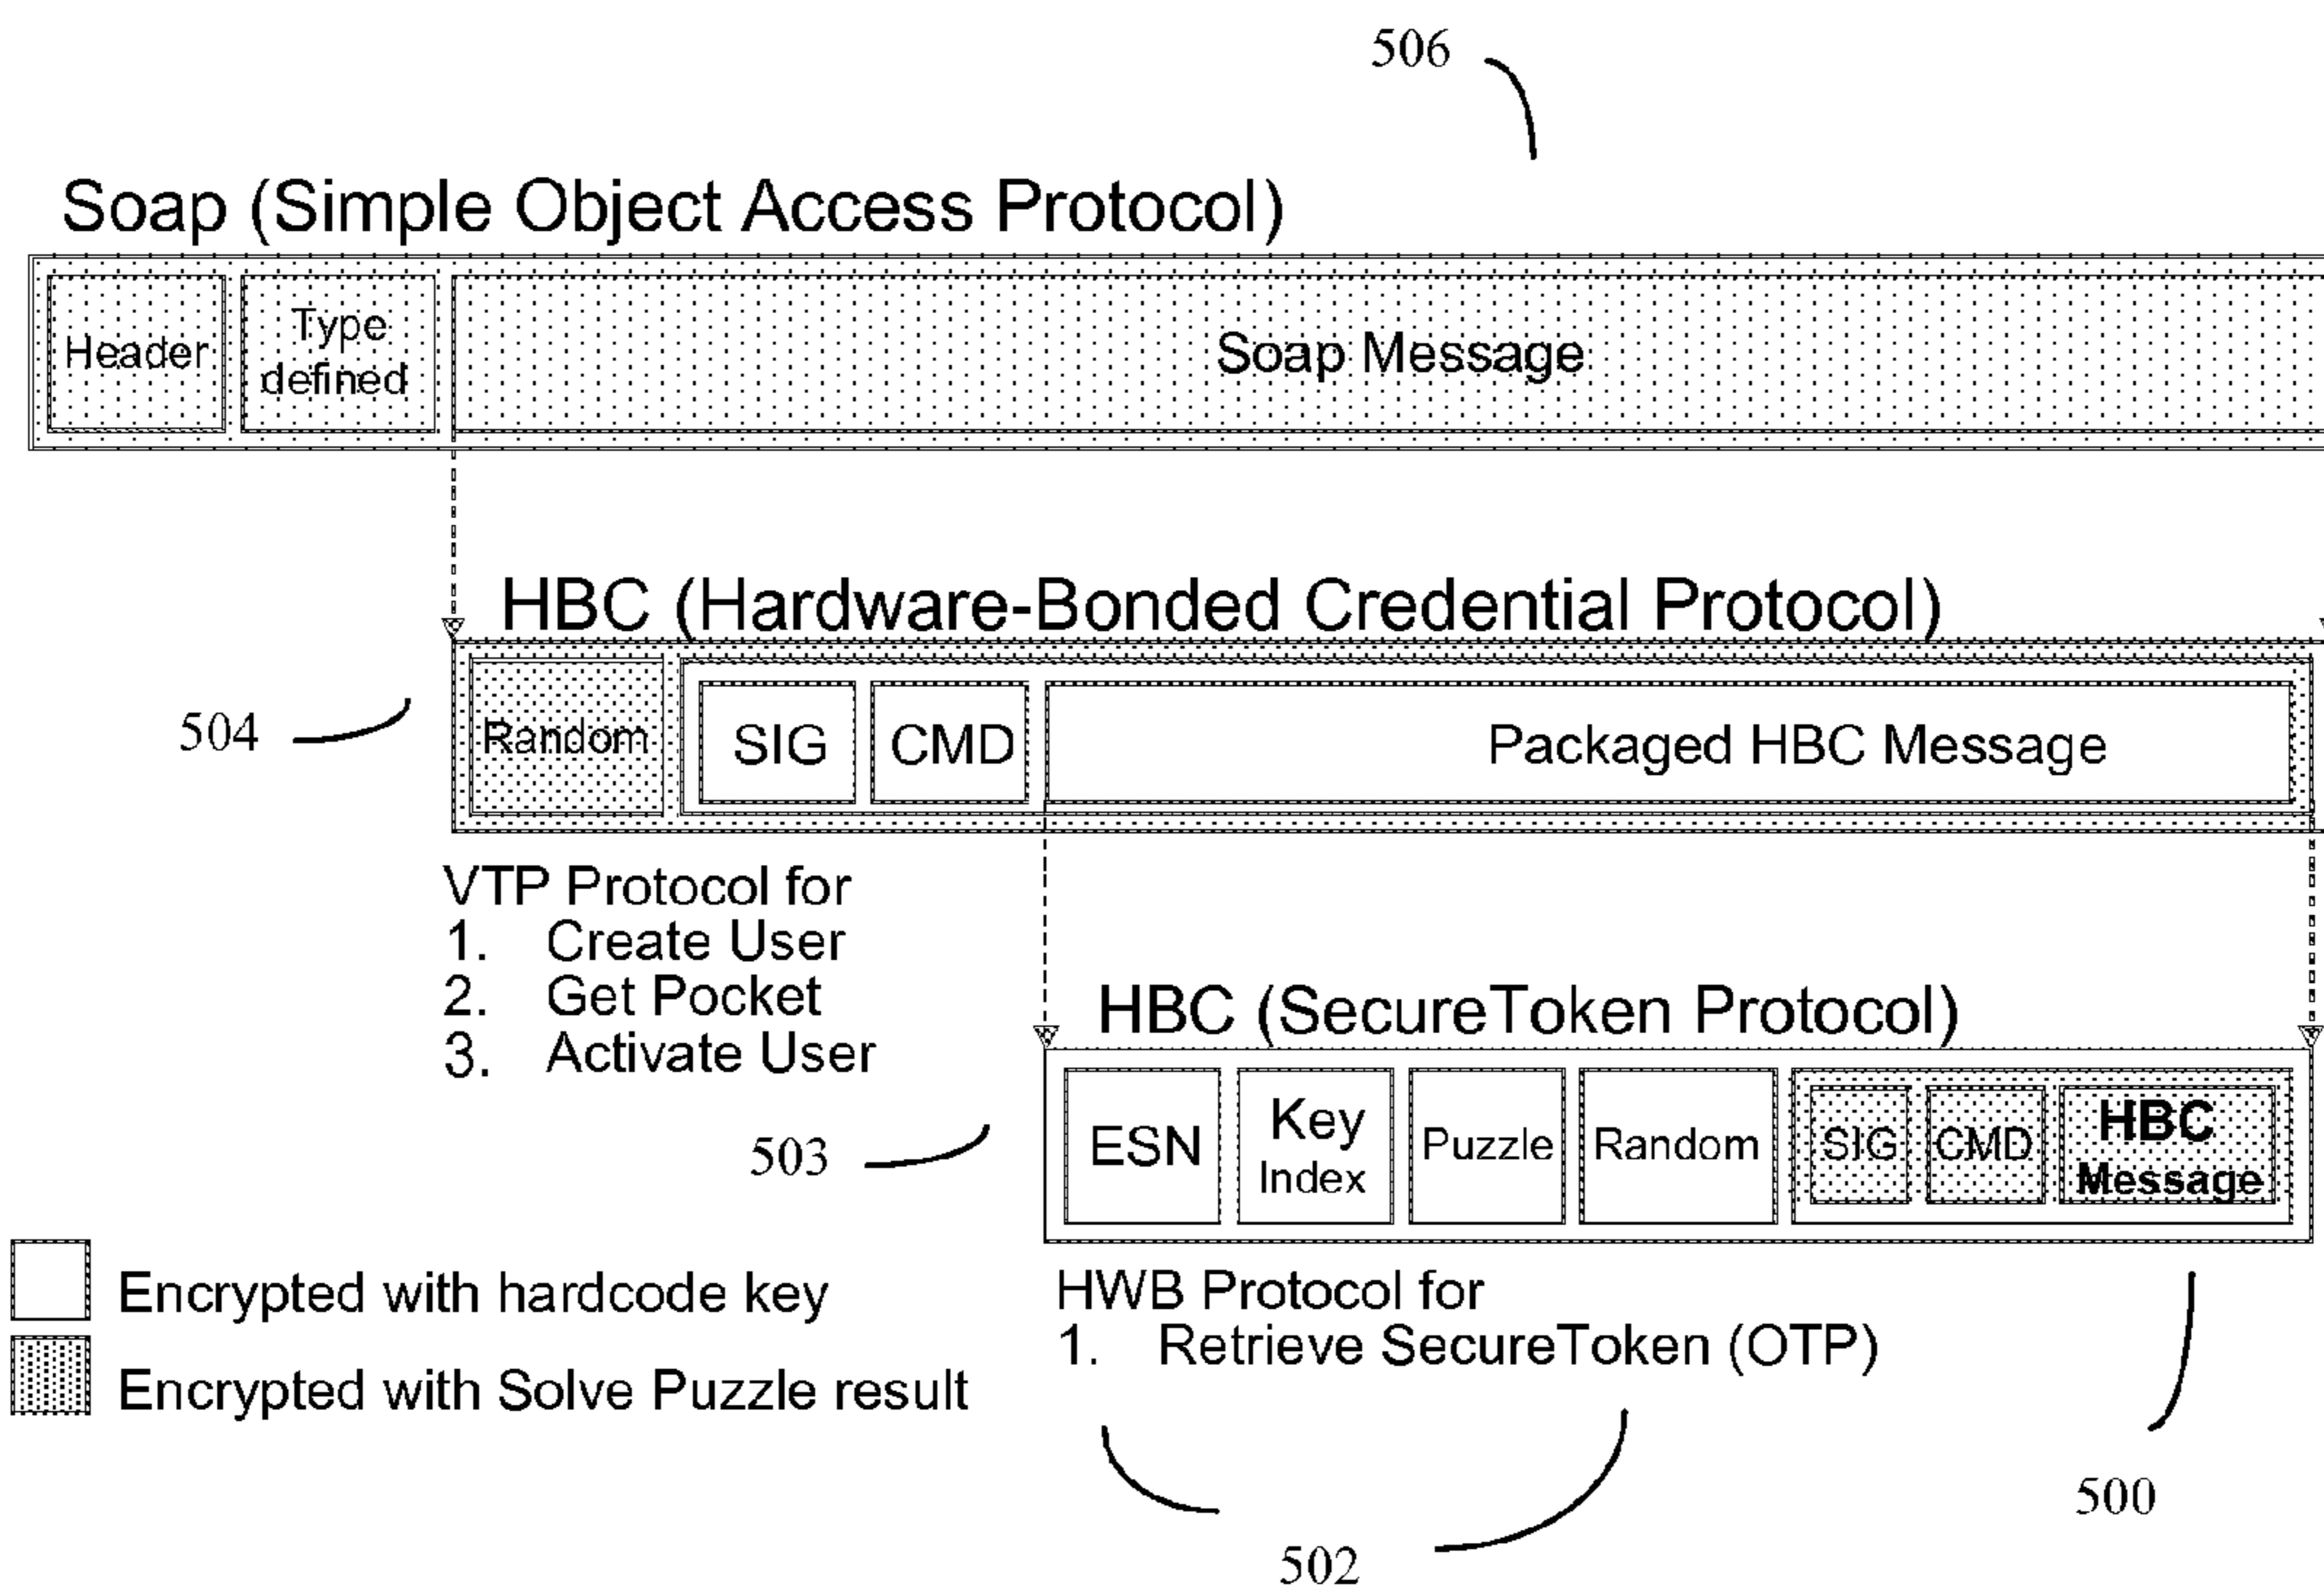 506
Soap (Simple Object Access Protocol)
Header
Type
defined
Soap Message
HBC (Hardware-Bonded Credential Protocol)
504
Random
SIG
CMD
Packaged HBC Message
VTP Protocol for
1. Create User
2. Get Pocket
3. Activate User
HBC (SecureToken Protocol)
503
ESN
Key
Index
Puzzle
Random
SIG
CMD
HBC
Message
Encrypted with hardcode key
Encrypted with Solve Puzzle result
HWB Protocol for
1. Retrieve SecureToken (OTP)
500
502